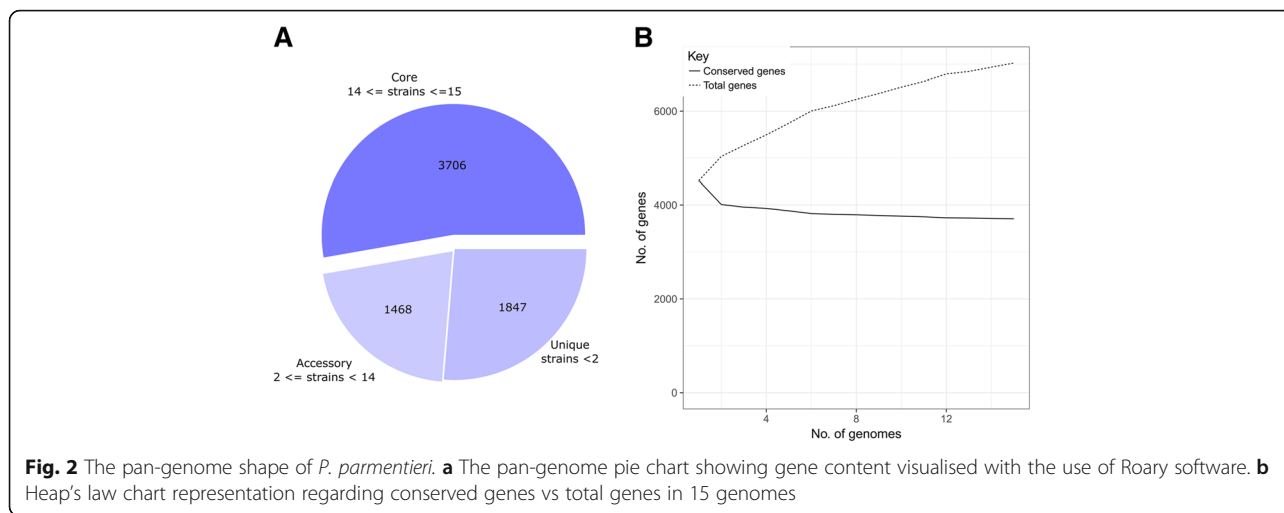 A
Core
14 <= strains <=15
3706
1468
1847
Accessory
2 <= strains < 14
Unique
strains <2
B
Key
Conserved genes
Total genes
No. of genes
6000
4000
2000
0
4
8
12
No. of genomes
Fig. 2 The pan-genome shape of P. parmentieri. a The pan-genome pie chart showing gene content visualised with the use of Roary software. b
Heap's law chart representation regarding conserved genes vs total genes in 15 genomes